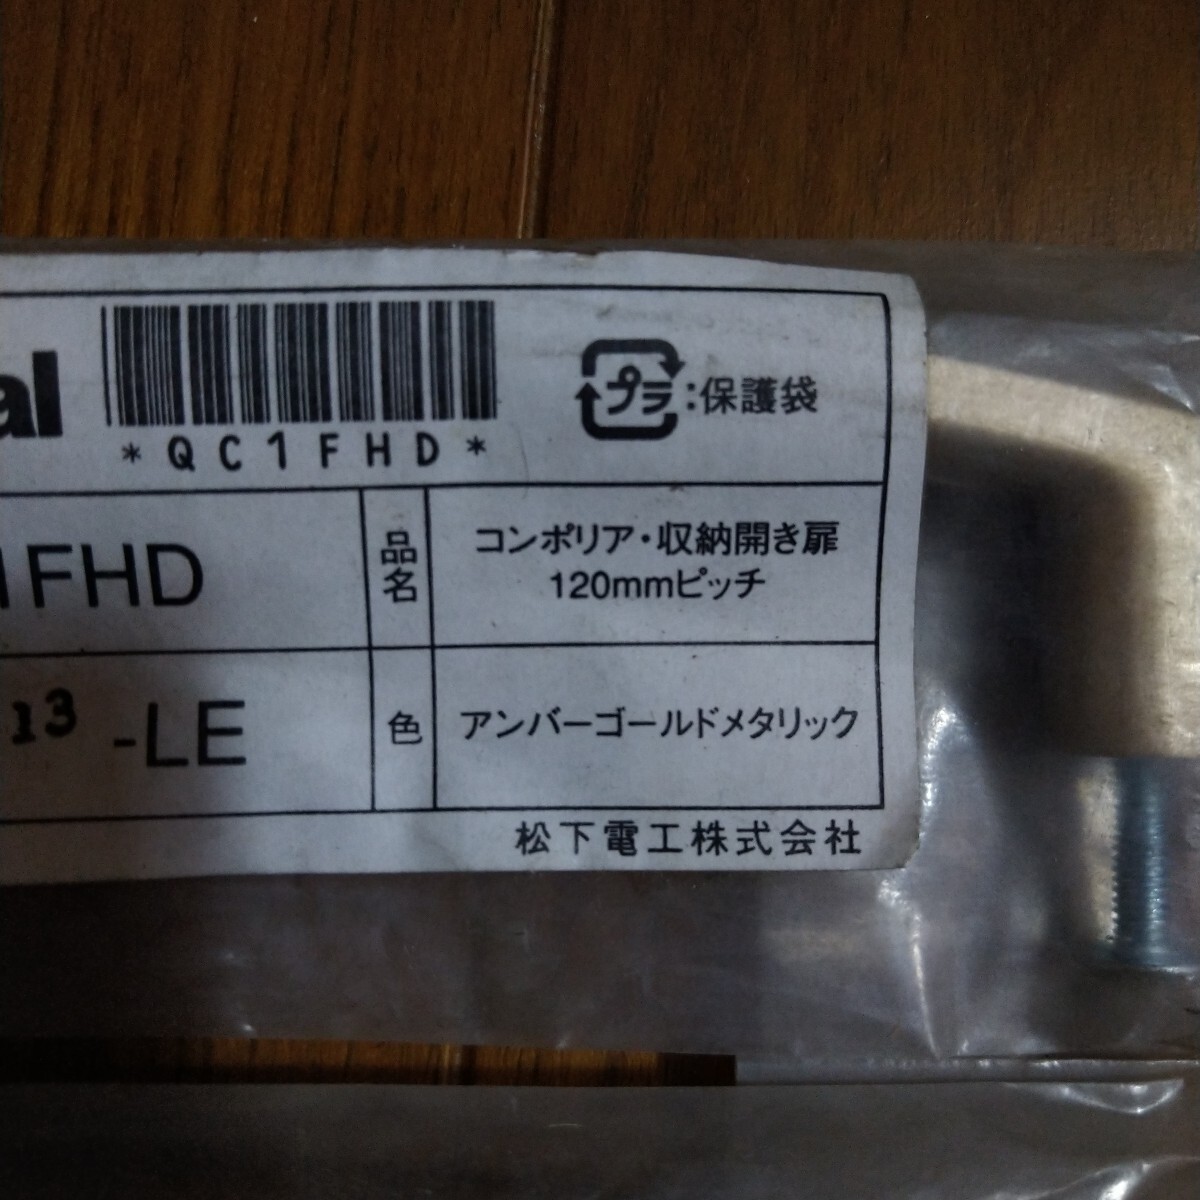 al
*QC1FHD*
プラ:保護袋
1FHD
品名
コンポリア・収納開き扉
120mmピッチ
13 -LE
色
アンバーゴールドメタリック
松下電工株式会社